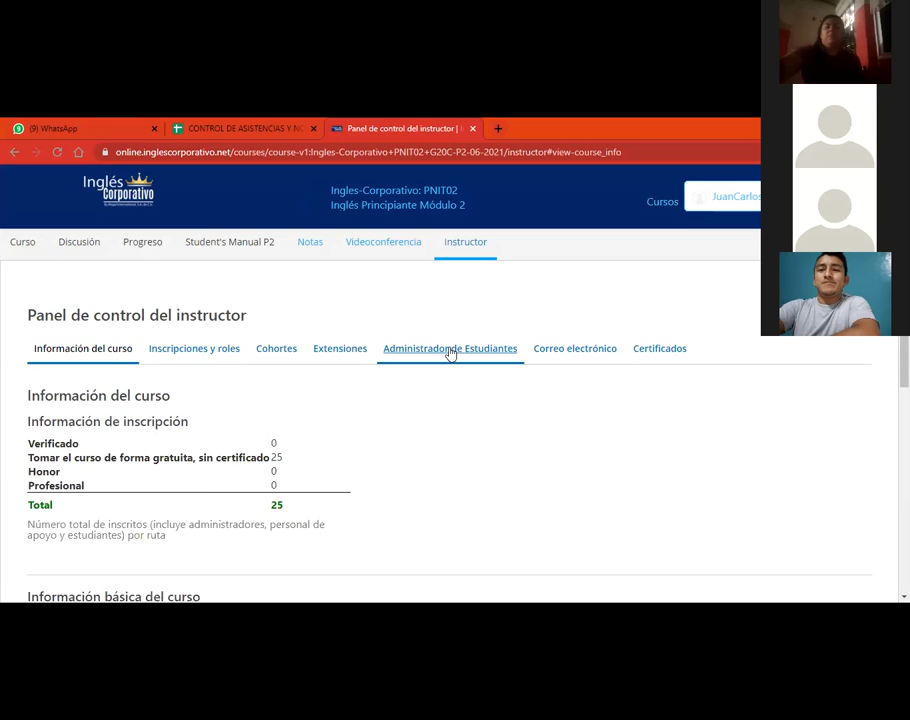 (9) WhatsApp
CONTROL DE ASISTENCIAS Y NO
Panel de control del instructor |
online.inglescorporativo.net/courses/course-v1:Ingles-Corporativo+PNIT02+G20C-P2-06-2021/instructor#view-course_info
Inglés
Corporativo
Ingles-Corporativo: PNIT02
Inglés Principiante Módulo 2
Cursos
JuanCarlos
Curso
Discusión
Progreso
Student's Manual P2
Notas
Videoconferencia
Instructor
Panel de control del instructor
Información del curso
Inscripciones y roles
Cohortes
Extensiones
Administrador de Estudiantes
Correo electrónico
Certificados
Información del curso
Información de inscripción
Verificado 0
Tomar el curso de forma gratuita, sin certificado 25
Honor 0
Profesional 0
Total 25
Número total de inscritos (incluye administradores, personal de
apoyo y estudiantes) por ruta
Información básica del curso